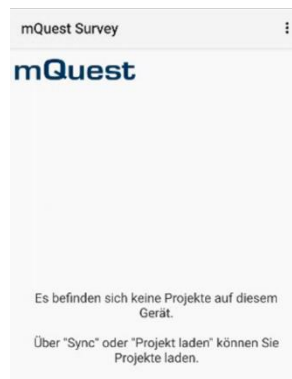 mQuest Survey
mQuest
Es befinden sich keine Projekte auf diesem
Gerät.
Über "Sync" oder "Projekt laden" können Sie
Projekte laden.